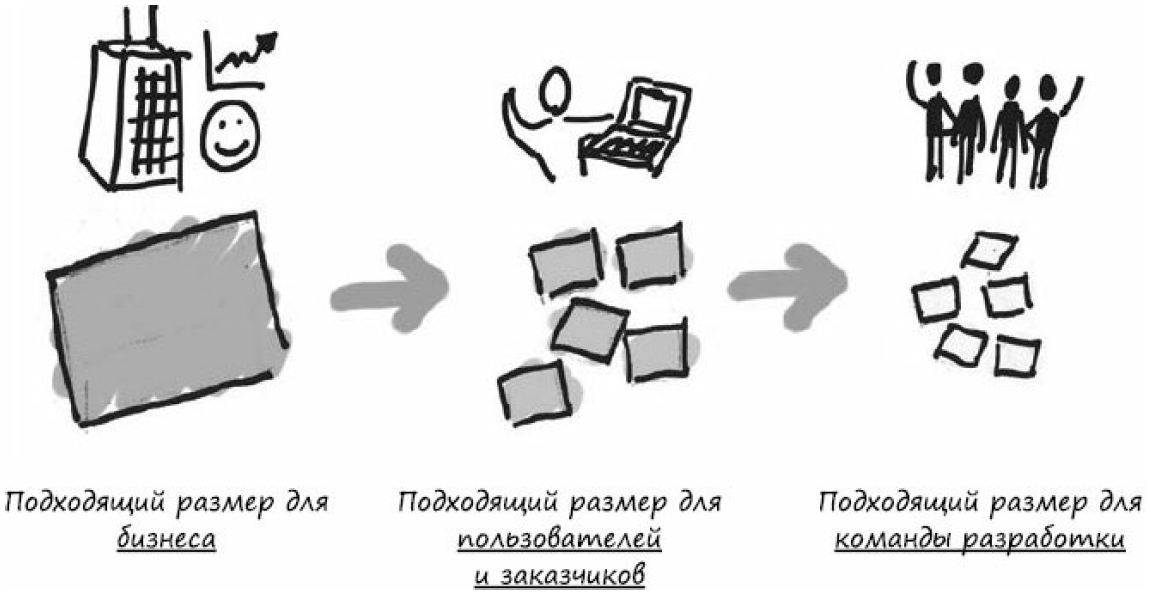 Подходящий размер для
бизнеса
Подходящий размер для
пользователей
и заказчиков
Подходящий размер для
команды разработки